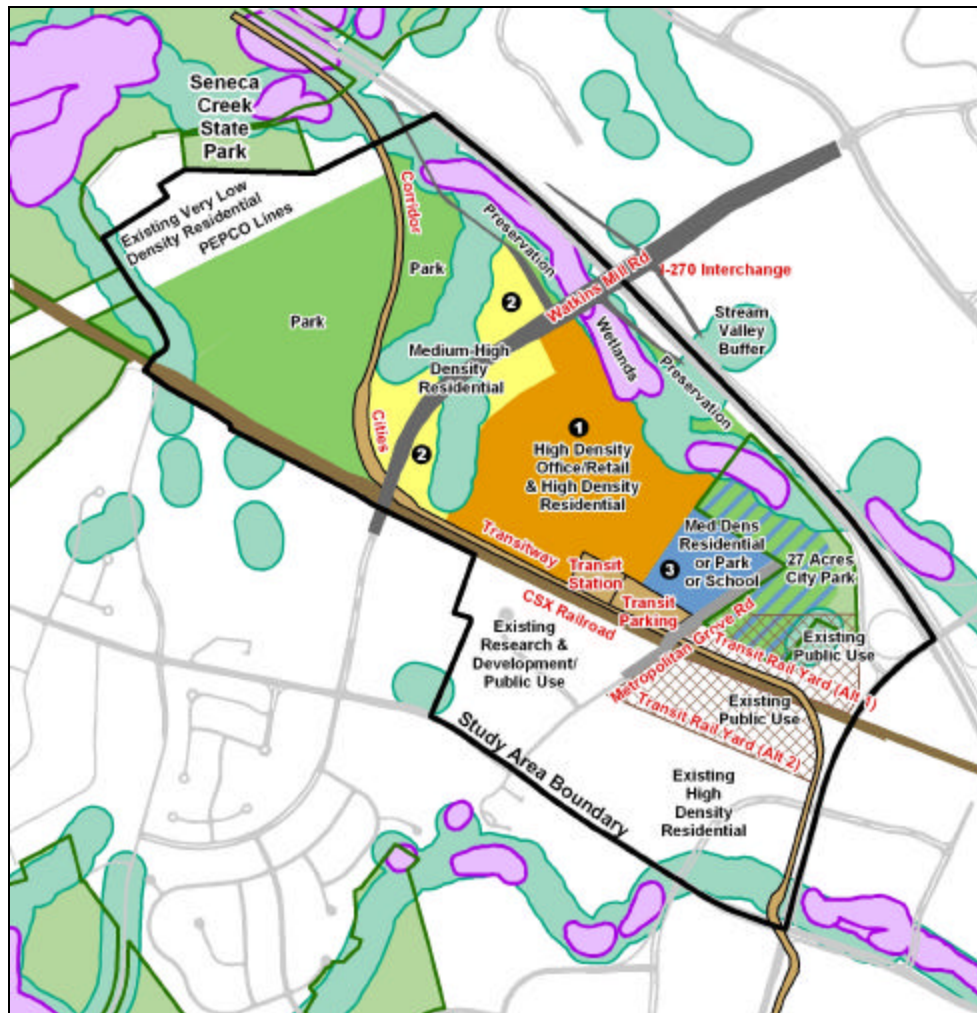 Seneca
Creek
State
Park
Existing Very Low
Density Residential
PEPCO Lines
Corridor
Park
Park
Preservation
Watkins Mill Rd
I-270 Interchange
Stream
Valley
Buffer
Wetlands
Preservation
2
Medium-High
Density
Residential
Cities
2
1
High Density
Office/Retail
& High Density
Residential
Med Dens
Residential
or Park
or School
3
27 Acres
City Park
Transitway
Transit
Station
Transit
Parking
CSX Railroad
Metropolitan Grove Rd
Existing
Public Use
Transit Rail Yard (Alt 1)
Existing
Research &
Development/
Public Use
Existing
Public Use
Transit Rail Yard (Alt 2)
Study Area Boundary
Existing
High
Density
Residential